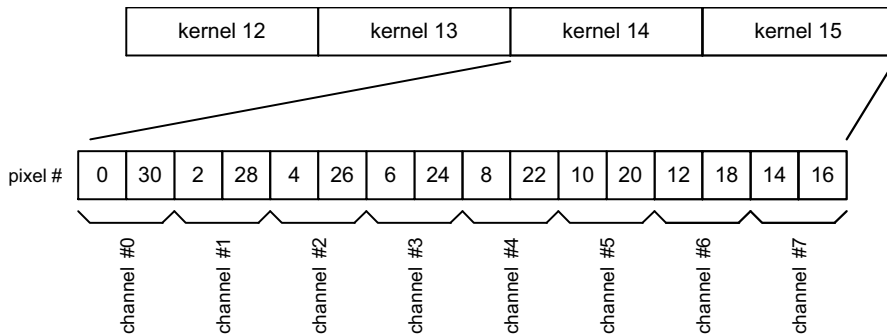 kernel 12 kernel 13 kernel 14 kernel 15
pixel # 0 30 2 28 4 26 6 24 8 22 10 20 12 18 14 16
channel #0
channel #1
channel #2
channel #3
channel #4
channel #5
channel #6
channel #7